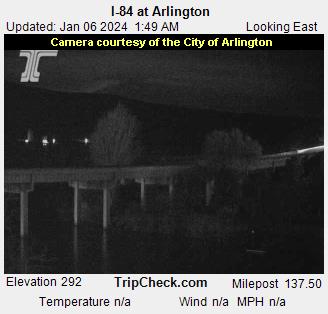 I-84 at Arlington
Updated: Jan 06 2024 1:49 AM Looking East
Camera courtesy of the City of Arlington
Elevation 292 TripCheck.com Milepost 137.50
Temperature n/a Wind n/a MPH n/a